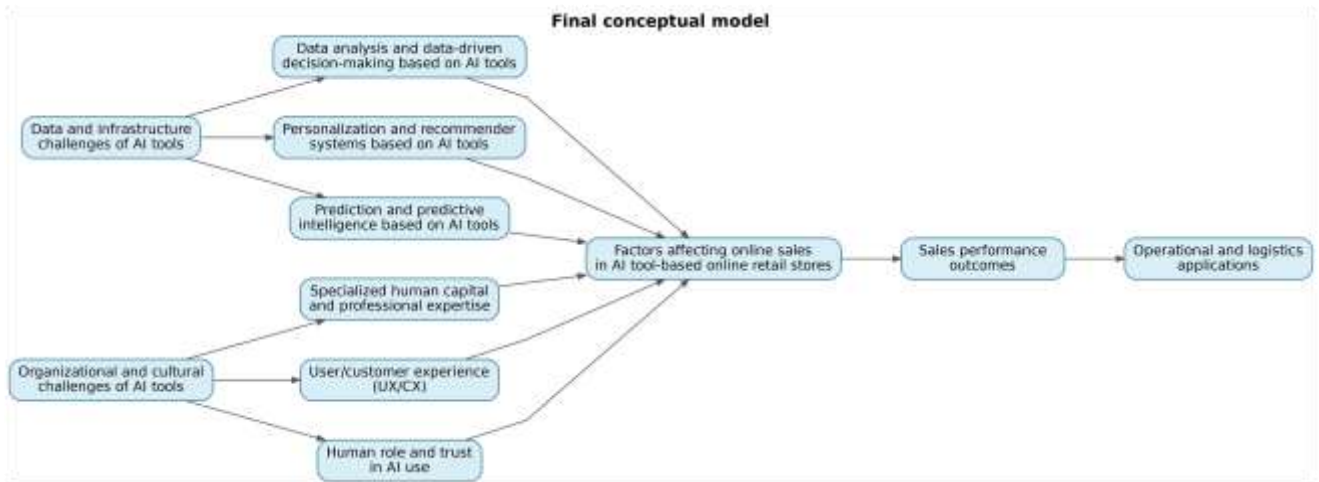 Final conceptual model
Data analysis and data-driven
decision-making based on AI tools
Data and infrastructure
challenges of AI tools
Personalization and recommender
systems based on AI tools
Prediction and predictive
intelligence based on AI tools
Factors affecting online sales
in AI tool-based online retail stores
Sales performance
outcomes
Operational and logistics
applications
Specialized human capital
and professional expertise
Organizational and cultural
challenges of AI tools
User/customer experience
(UX/CX)
Human role and trust
in AI use